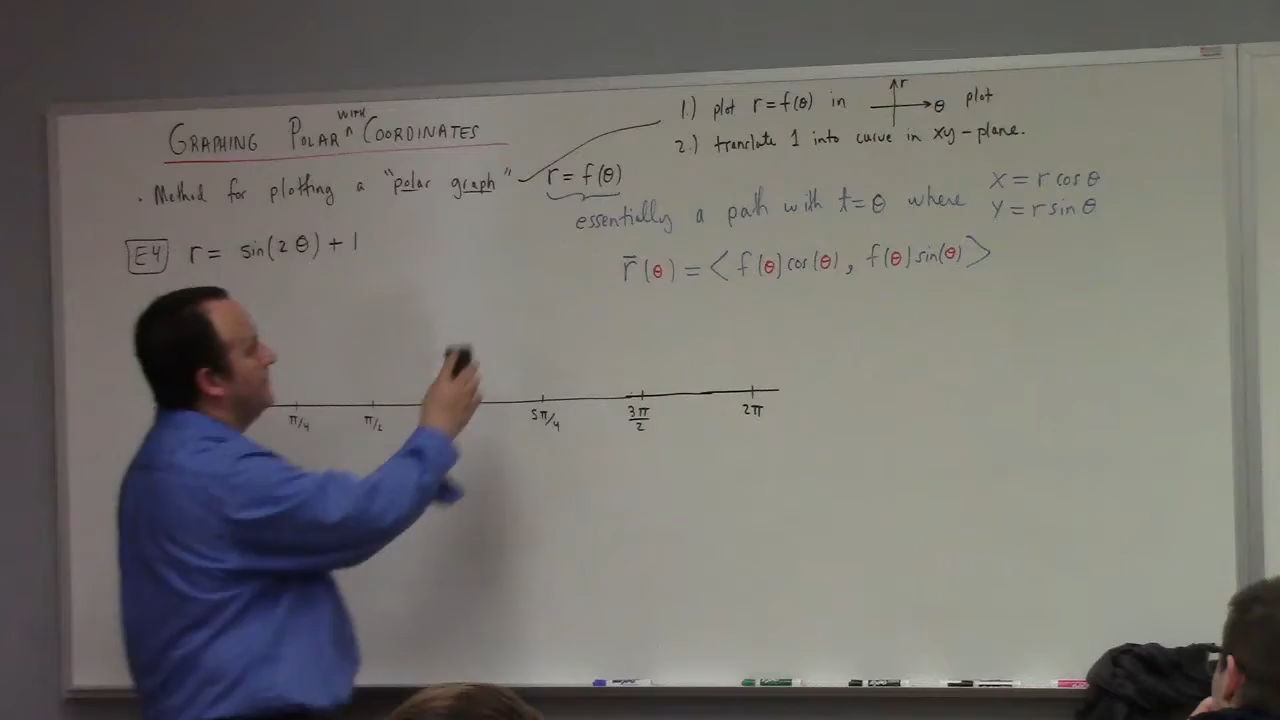 GRAPHING POLAR WITH COORDINATES
• Method for plotting a "polar graph" r = f(θ)
1.) plot r = f(θ) in r θ plot
2.) translate 1 into curve in xy-plane.
essentially a path with t = θ where x = r cos θ
y = r sin θ
r̄(θ) = < f(θ)cos(θ), f(θ)sin(θ) >
E4 r = sin(2θ) + 1
π/4 π/2 5π/4 3π/2 2π